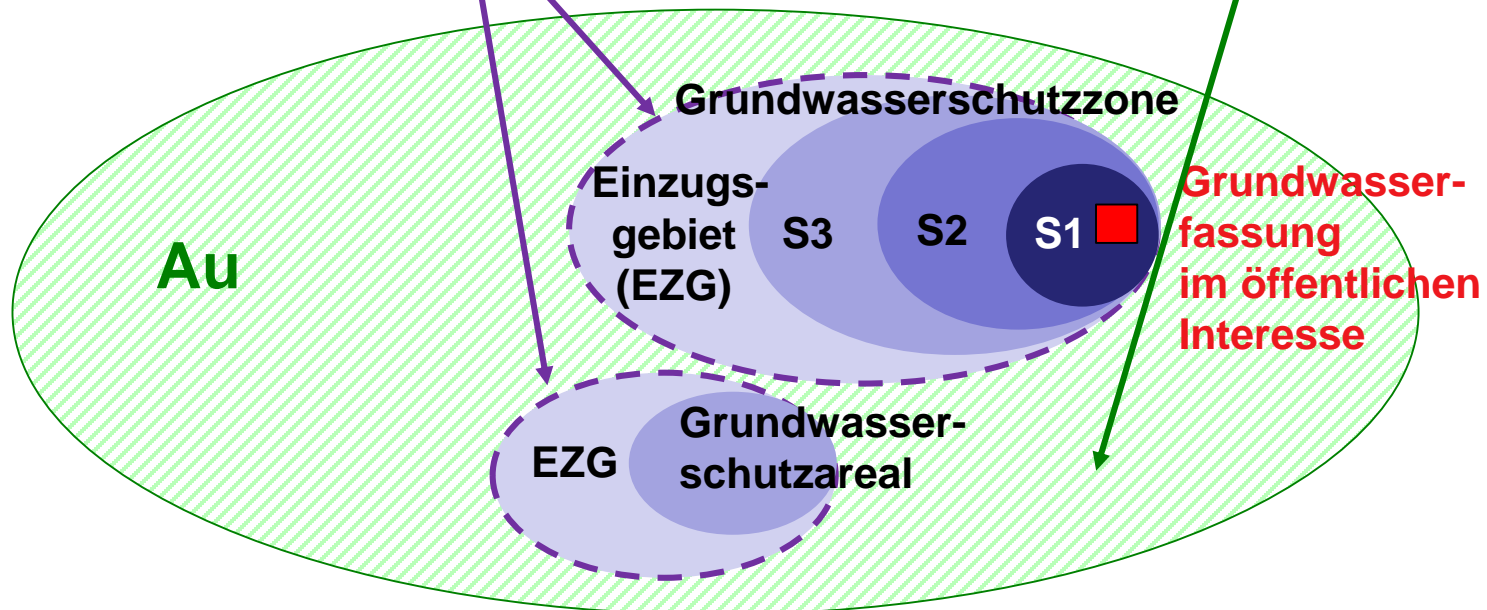 Grundwasserschutzzone
Einzugs-
gebiet
(EZG)
S3
S2
S1
Grundwasser-
fassung
im öffentlichen
Interesse
Au
EZG
Grundwasser-
schutzareal